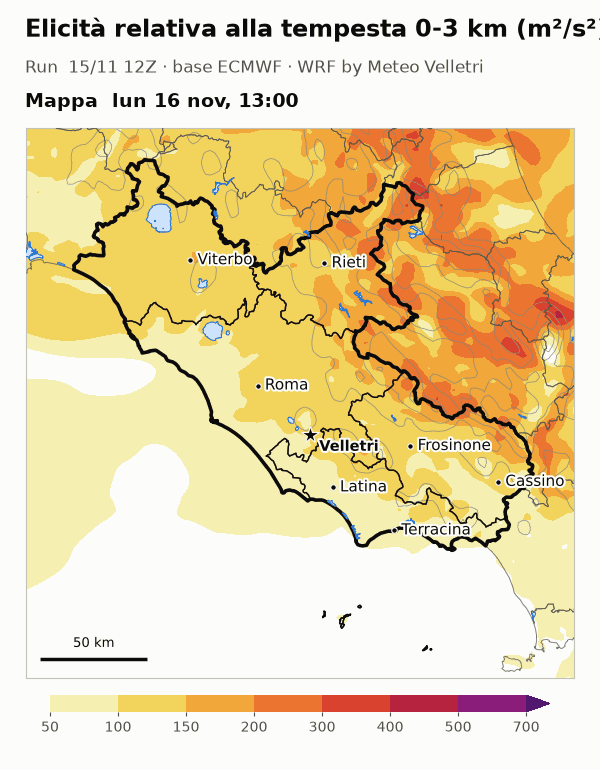 Elicità relativa alla tempesta 0-3 km (m²/s²)
Run 15/11 12Z · base ECMWF · WRF by Meteo Velletri
Mappa lun 16 nov, 13:00
Viterbo
Rieti
Roma
Velletri
Frosinone
Cassino
Latina
Terracina
50 km
50 100 150 200 300 400 500 700